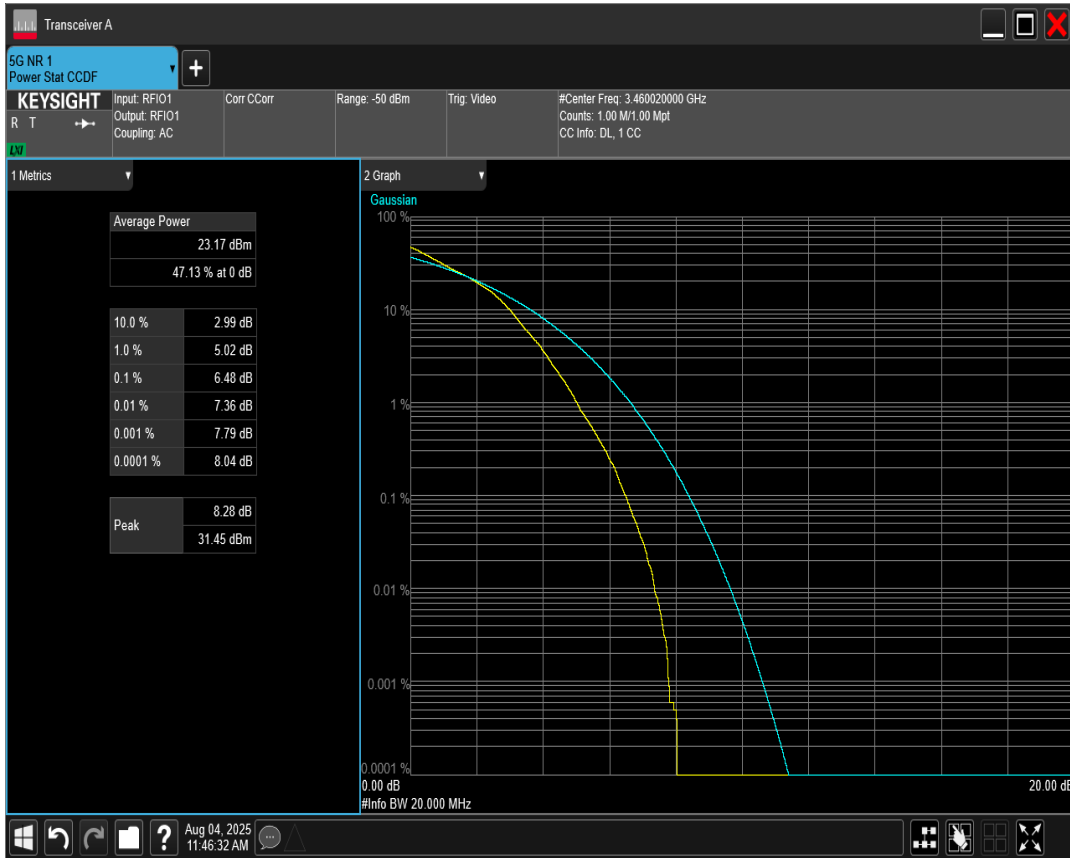 Transceiver A
5G NR 1
Power Stat CCDF
KEYSIGHT
R T
LXI
Input: RFIO1
Output: RFIO1
Coupling: AC
Corr CCorr
Range: -50 dBm
Trig: Video
#Center Freq: 3.460020000 GHz
Counts: 1.00 M/1.00 Mpt
CC Info: DL, 1 CC
1 Metrics
Average Power
23.17 dBm
47.13 % at 0 dB
10.0 % 2.99 dB
1.0 % 5.02 dB
0.1 % 6.48 dB
0.01 % 7.36 dB
0.001 % 7.79 dB
0.0001 % 8.04 dB
Peak 8.28 dB
31.45 dBm
2 Graph
Gaussian
100 %
10 %
1 %
0.1 %
0.01 %
0.001 %
0.0001 %
0.00 dB 20.00 dB
#Info BW 20.000 MHz
Aug 04, 2025
11:46:32 AM